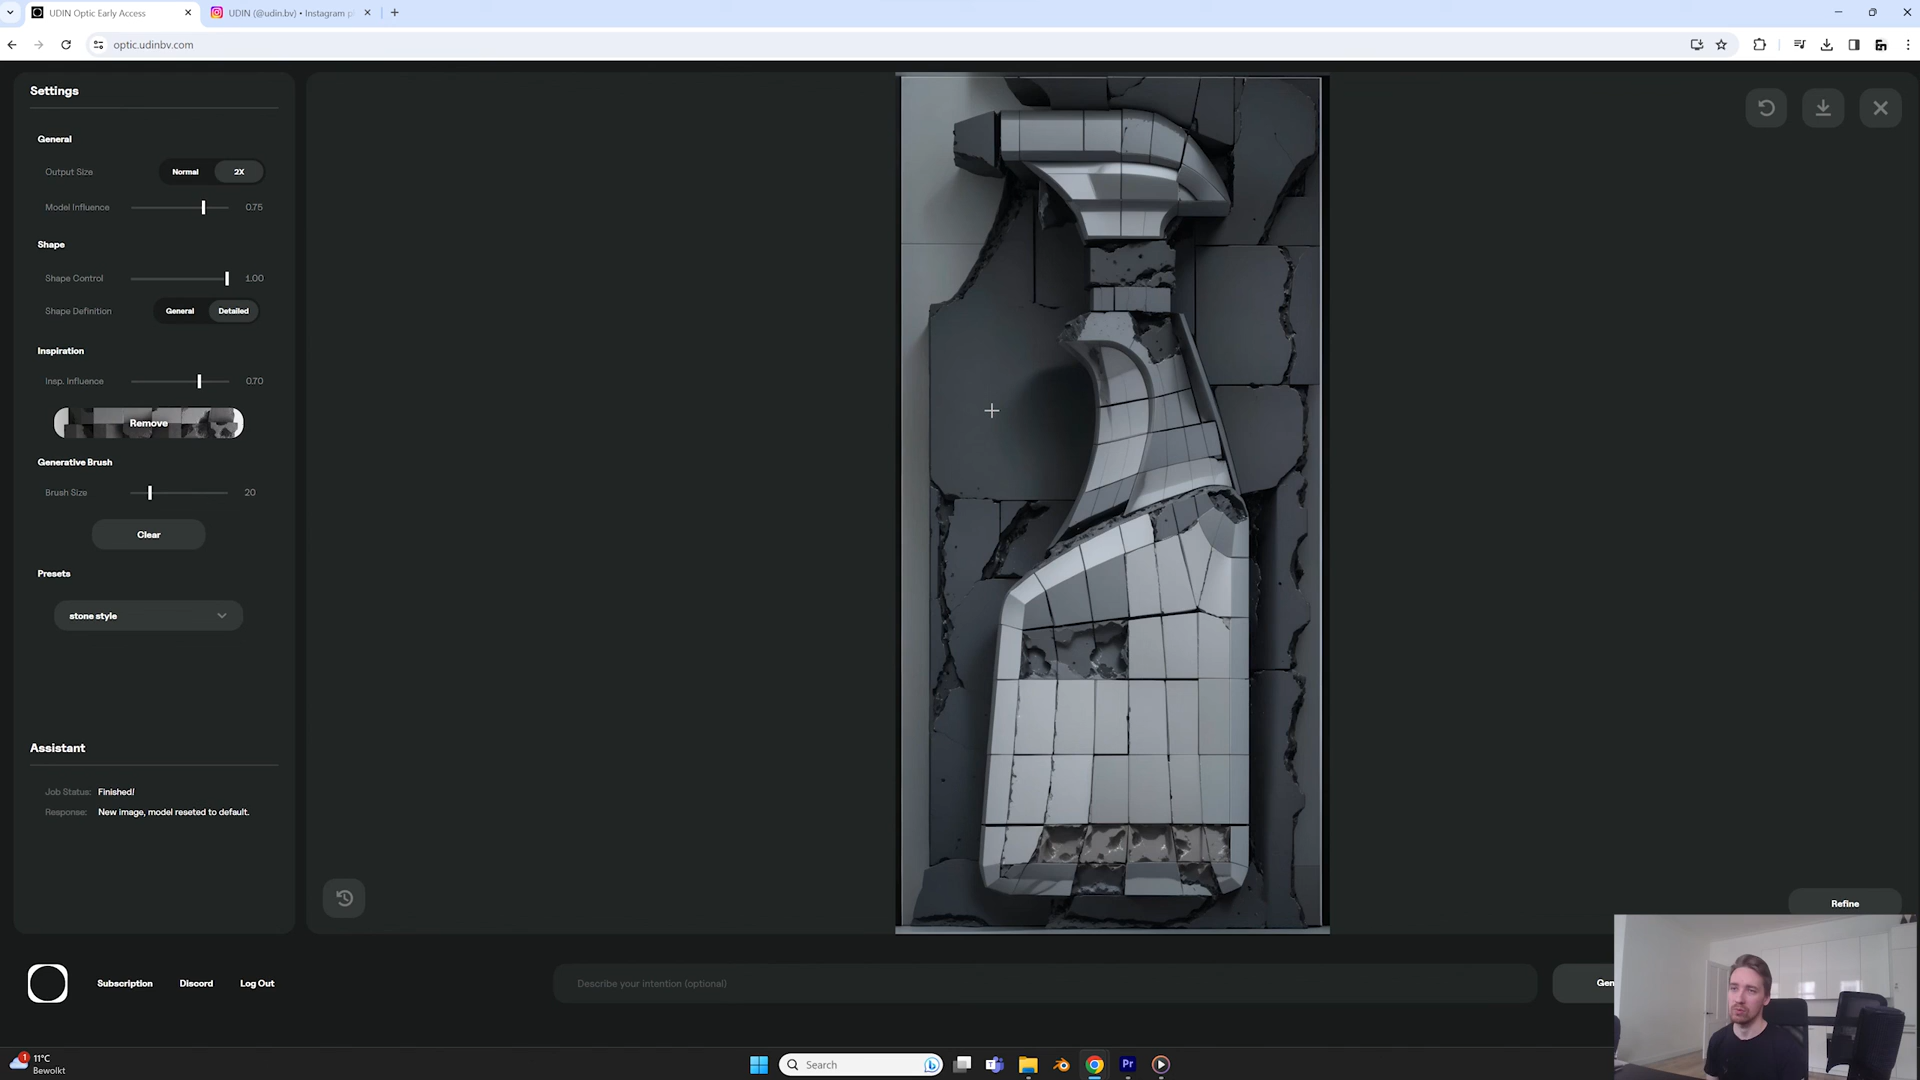 UDIN Optic Early Access
UDIN (@udin.bv) • Instagram p
optic.udinbv.com
Settings
General
Output Size
Normal
2X
Model Influence
0.75
Shape
Shape Control
1.00
Shape Definition
General
Detailed
Inspiration
Insp. Influence
0.70
Remove
Generative Brush
Brush Size
20
Clear
Presets
stone style
Assistant
Job Status: Finished!
Response: New image, model reseted to default.
Refine
Subscription
Discord
Log Out
Describe your intention (optional)
Gen
1
11°C
Bewolkt
Search
Pr